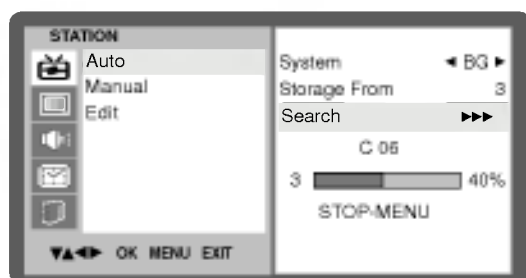 STATION
Auto
Manual
Edit
▼▲◀▶ OK MENU EXIT
System ◀ BG ▶
Storage From 3
Search ▶▶▶
C 06
3 40%
STOP-MENU